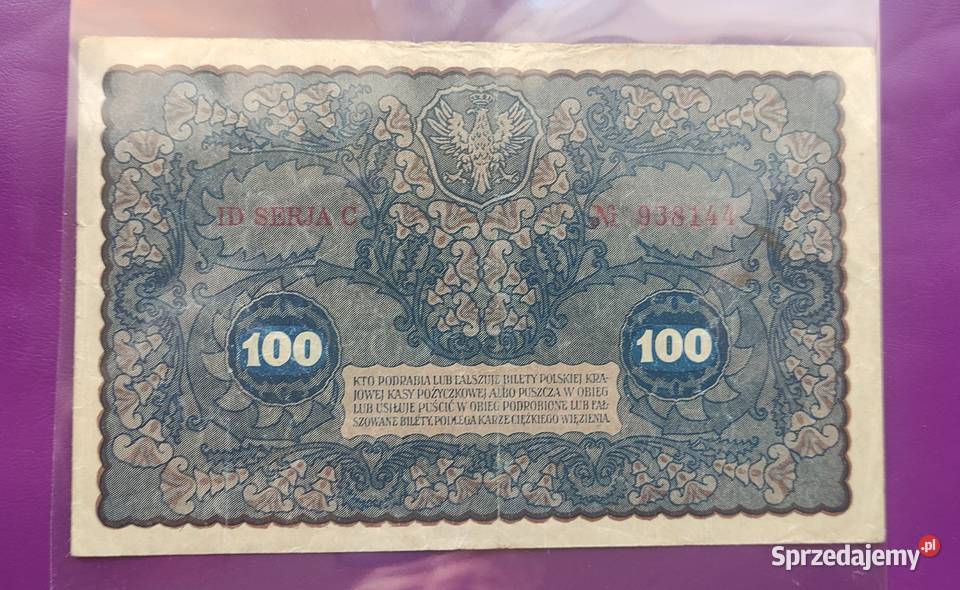 ID SERJA C
№ 938144
100
100
KTO PODRABIA LUB FAŁSZUJE BILETY POLSKIEJ KRA-
JOWEJ KASY POŻYCZKOWEJ ALBO PUSZCZA W OBIEG
LUB USIŁUJE PUŚCIĆ W OBIEG PODROBIONE LUB FAŁ-
SZOWANE BILETY, PODLEGA KARZE CIĘŻKIEGO WIĘZIENIA.
Sprzedajemy.pl